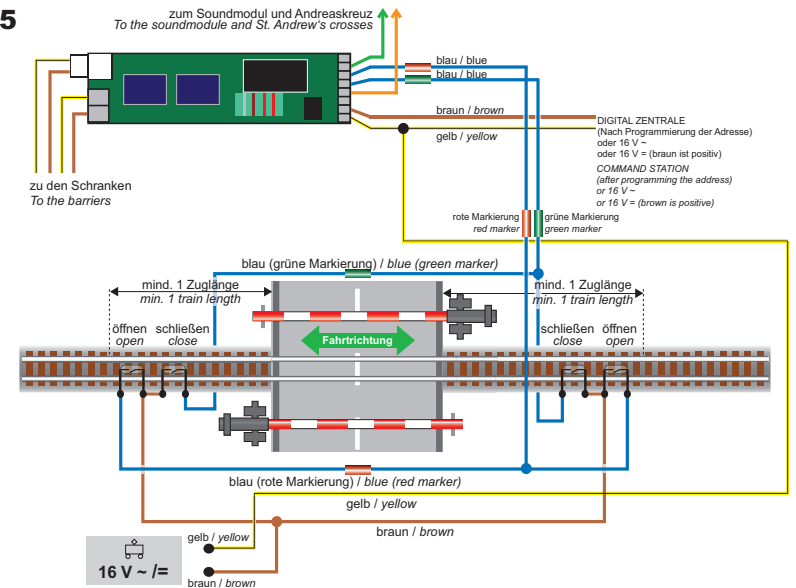 5
zum Soundmodul und Andreaskreuz
To the soundmodule and St. Andrew's crosses
blau / blue
blau / blue
braun / brown
gelb / yellow
DIGITAL ZENTRALE
(Nach Programmierung der Adresse)
oder 16 V ~
oder 16 V = (braun ist positiv)
COMMAND STATION
(after programming the address)
or 16 V ~
or 16 V = (brown is positive)
zu den Schranken
To the barriers
rote Markierung
red marker
grüne Markierung
green marker
blau (grüne Markierung) / blue (green marker)
mind. 1 Zuglänge
min. 1 train length
mind. 1 Zuglänge
min. 1 train length
öffnen
open
schließen
close
Fahrtrichtung
schließen
close
öffnen
open
blau (rote Markierung) / blue (red marker)
gelb / yellow
braun / brown
gelb / yellow
16 V ~ /=
braun / brown